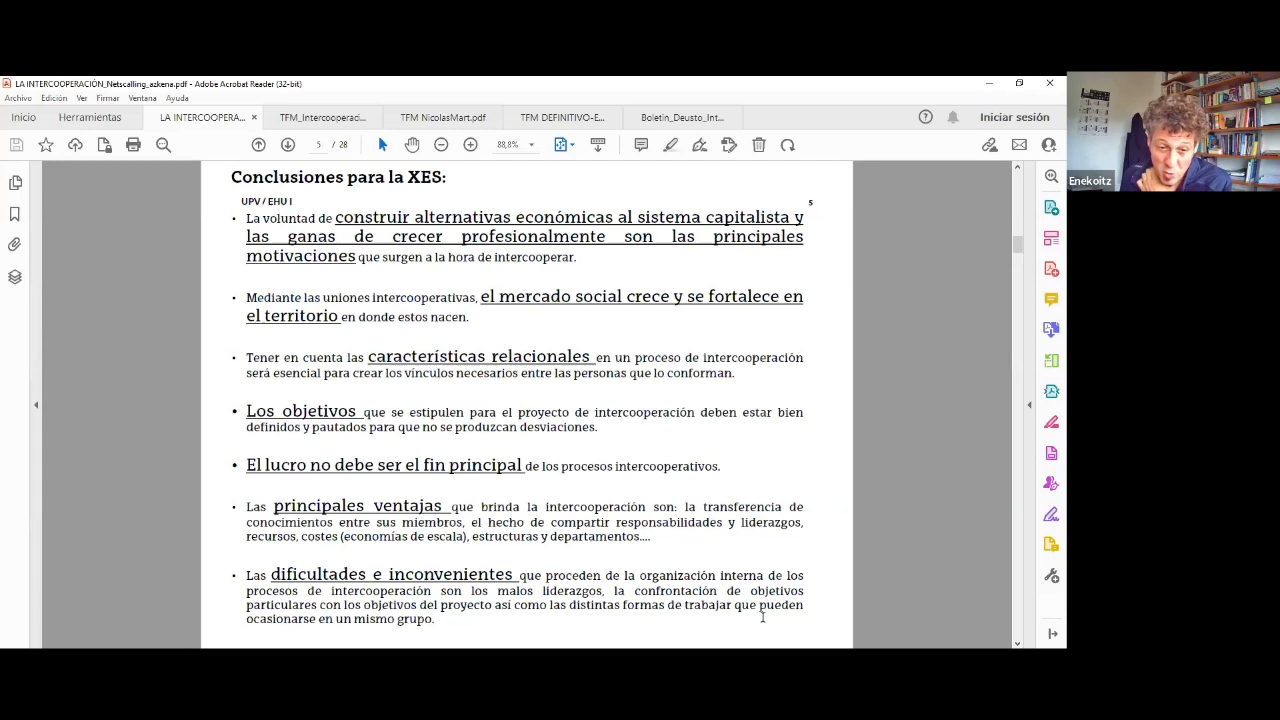 LA INTERCOOPERACIÓN_Netscalling_azkena.pdf - Adobe Acrobat Reader (32-bit)
Archivo Edición Ver Firmar Ventana Ayuda
Inicio Herramientas LA INTERCOOPERA... × TFM_Intercooperaci... TFM NicolasMart.pdf TFM DEFINITIVO-E... Boletin_Deusto_Int... Iniciar sesión
5 / 28 88,8%
Enekoitz
Conclusiones para la XES:
UPV / EHU I 5
• La voluntad de construir alternativas económicas al sistema capitalista y
las ganas de crecer profesionalmente son las principales
motivaciones que surgen a la hora de intercooperar.
• Mediante las uniones intercooperativas, el mercado social crece y se fortalece en
el territorio en donde estos nacen.
• Tener en cuenta las características relacionales en un proceso de intercooperación
será esencial para crear los vínculos necesarios entre las personas que lo conforman.
• Los objetivos que se estipulen para el proyecto de intercooperación deben estar bien
definidos y pautados para que no se produzcan desviaciones.
• El lucro no debe ser el fin principal de los procesos intercooperativos.
• Las principales ventajas que brinda la intercooperación son: la transferencia de
conocimientos entre sus miembros, el hecho de compartir responsabilidades y liderazgos,
recursos, costes (economías de escala), estructuras y departamentos....
• Las dificultades e inconvenientes que proceden de la organización interna de los
procesos de intercooperación son los malos liderazgos, la confrontación de objetivos
particulares con los objetivos del proyecto así como las distintas formas de trabajar que pueden
ocasionarse en un mismo grupo.